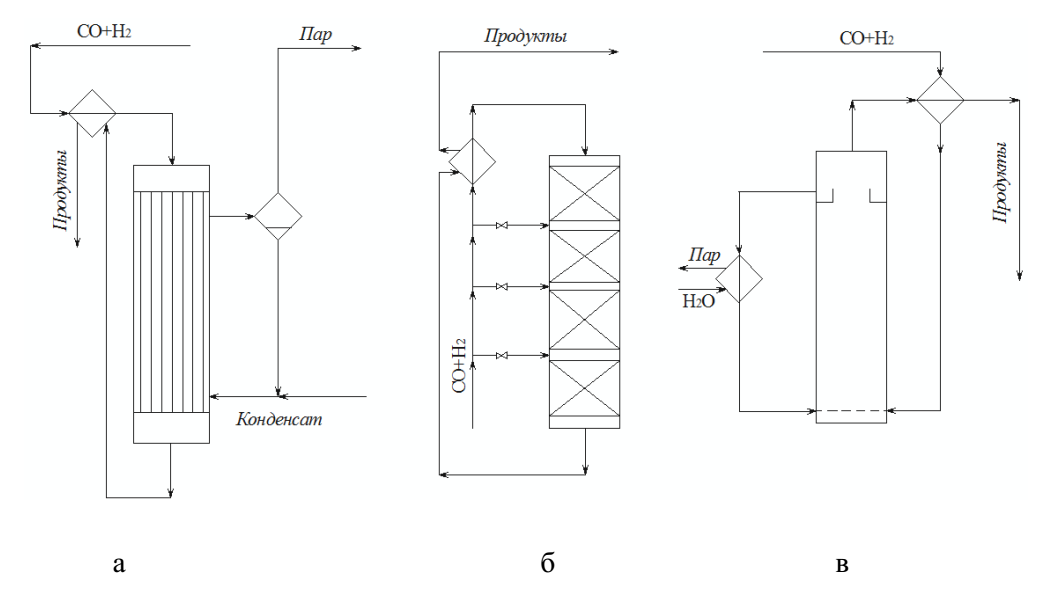 CO+H2
Пар
Продукты
Конденсат
а
Продукты
CO+H2
б
CO+H2
Продукты
Пар
H2O
в